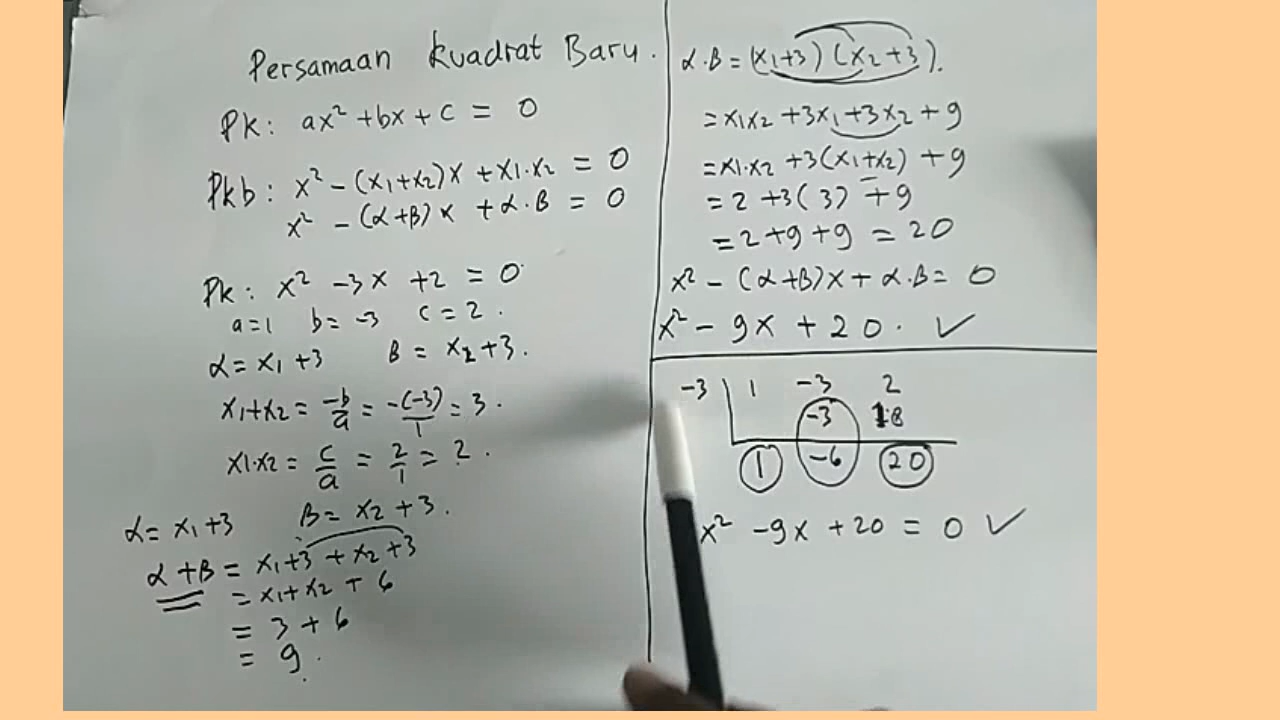 Persamaan Kuadrat Baru.
Pk: ax² + bx + c = 0
Pkb: x² - (x₁+x₂)x + x₁·x₂ = 0
x² - (α+β)x + α·β = 0
Pk: x² - 3x + 2 = 0
a=1 b=-3 c=2.
α = x₁+3 β = x₂+3.
x₁+x₂ = -b/a = -(-3)/1 = 3.
x₁·x₂ = c/a = 2/1 = 2.
α = x₁+3 β = x₂+3.
α+β = x₁+3 + x₂+3
= x₁+x₂ + 6
= 3 + 6
= 9.
α·β = (x₁+3)(x₂+3).
= x₁x₂ + 3x₁ + 3x₂ + 9
= x₁·x₂ + 3(x₁+x₂) + 9
= 2 + 3(3) + 9
= 2 + 9 + 9 = 20
x² - (α+β)x + α·β = 0
x² - 9x + 20. ✓
-3 | 1 -3 2
-3 18
1 -6 20
x² - 9x + 20 = 0 ✓